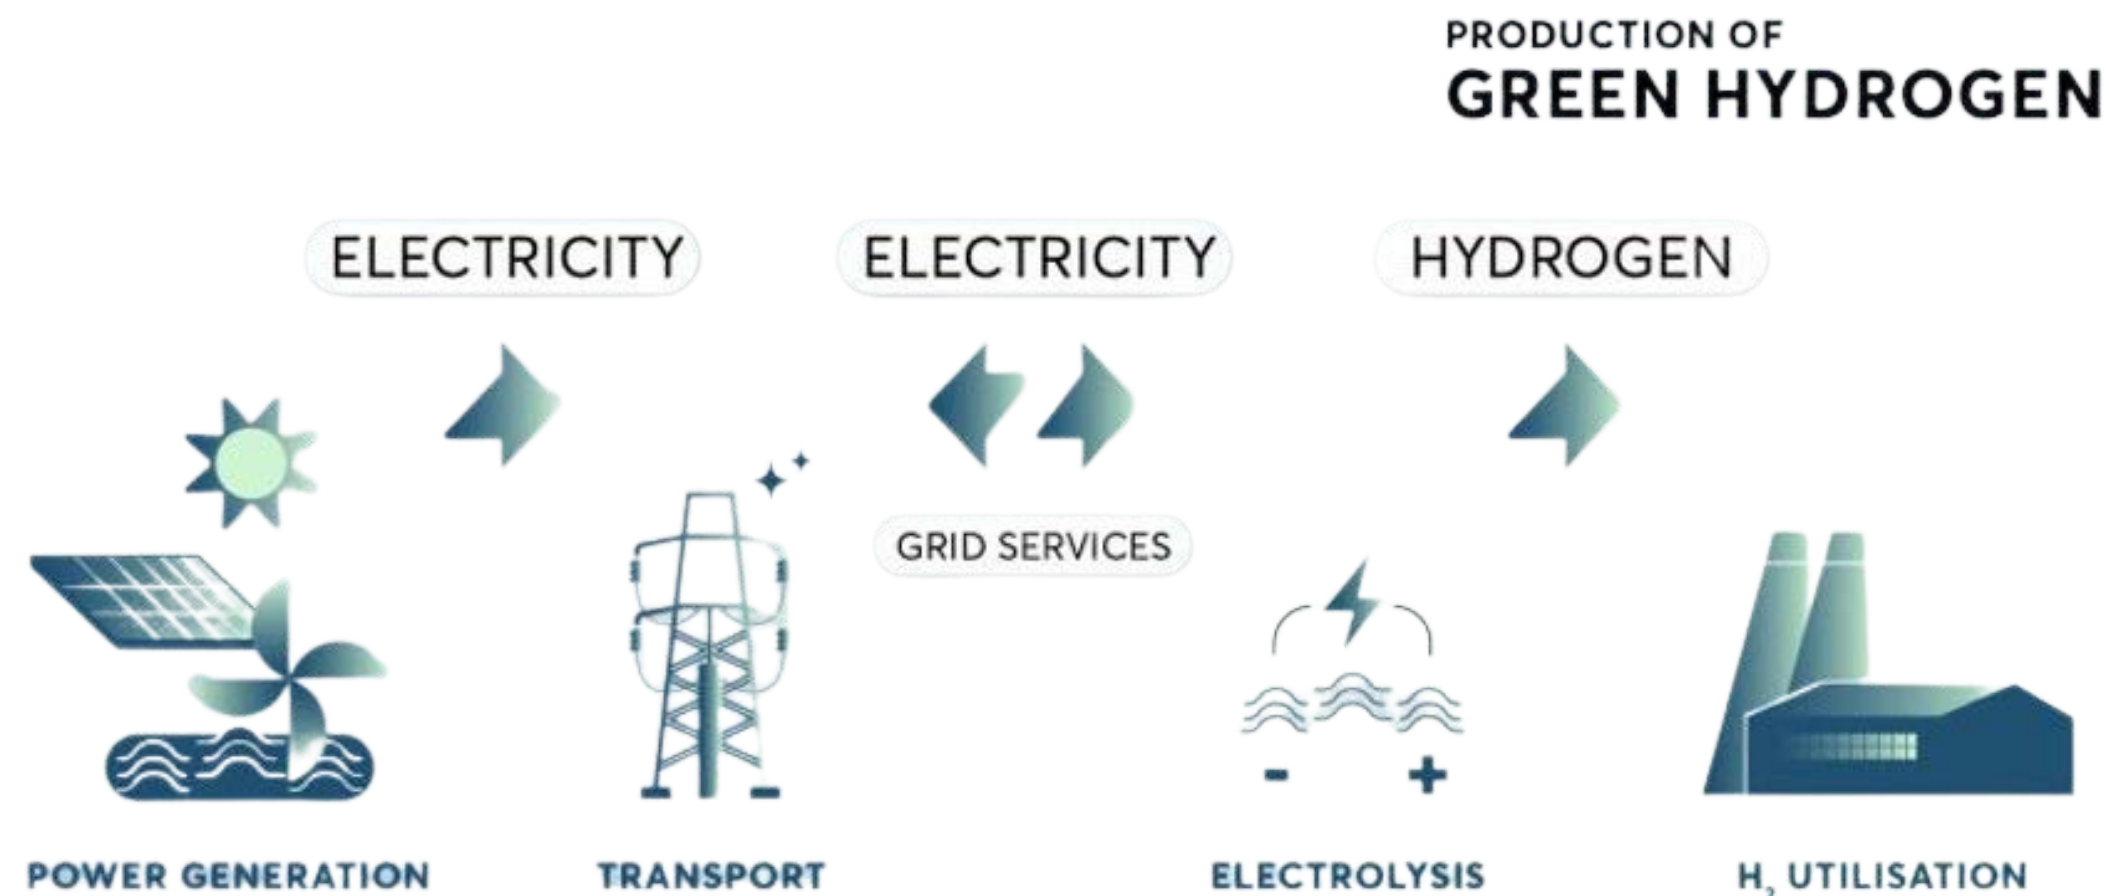 PRODUCTION OF
GREEN HYDROGEN
ELECTRICITY
ELECTRICITY
HYDROGEN
GRID SERVICES
- +
POWER GENERATION
TRANSPORT
ELECTROLYSIS
H₂ UTILISATION